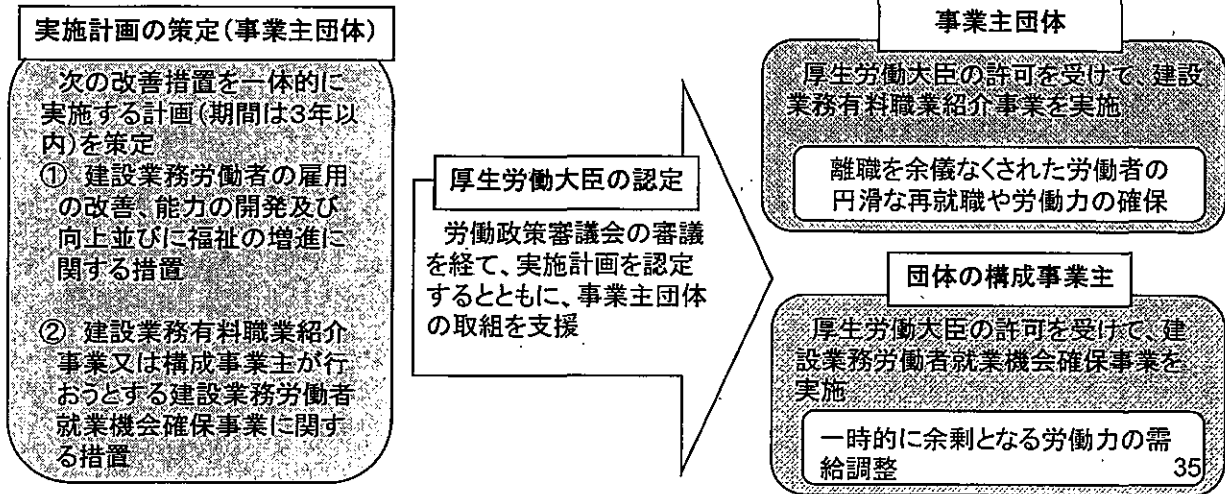 実施計画の策定(事業主団体)
次の改善措置を一体的に
実施する計画(期間は3年以
内)を策定
① 建設業務労働者の雇用
の改善、能力の開発及び
向上並びに福祉の増進に
関する措置
② 建設業務有料職業紹介
事業又は構成事業主が行
おうとする建設業務労働者
就業機会確保事業に関す
る措置
厚生労働大臣の認定
労働政策審議会の審議
を経て、実施計画を認定
するとともに、事業主団体
の取組を支援
事業主団体
厚生労働大臣の許可を受けて、建設
業務有料職業紹介事業を実施
離職を余儀なくされた労働者の
円滑な再就職や労働力の確保
団体の構成事業主
厚生労働大臣の許可を受けて、建
設業務労働者就業機会確保事業を
実施
一時的に余剰となる労働力の需
給調整
35